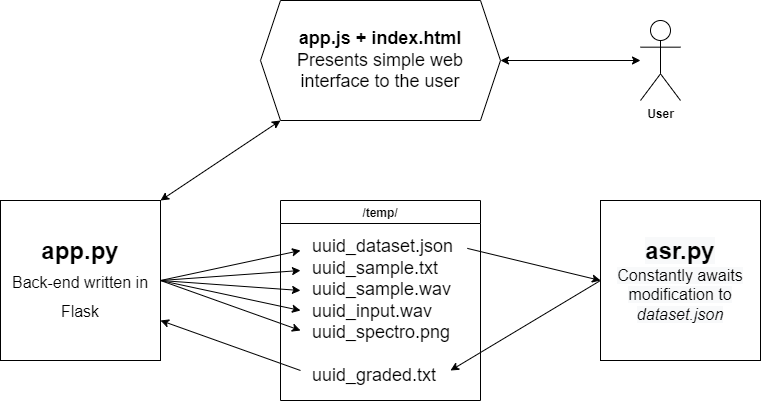 app.js + index.html
Presents simple web
interface to the user
User
app.py
Back-end written in
Flask
/temp/
uuid_dataset.json
uuid_sample.txt
uuid_sample.wav
uuid_input.wav
uuid_spectro.png
uuid_graded.txt
asr.py
Constantly awaits
modification to
dataset.json